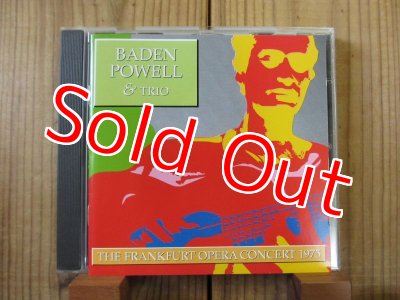 BADEN
POWELL
& TRIO
Sold Out
THE FRANKFURT OPERA CONCERT 1975